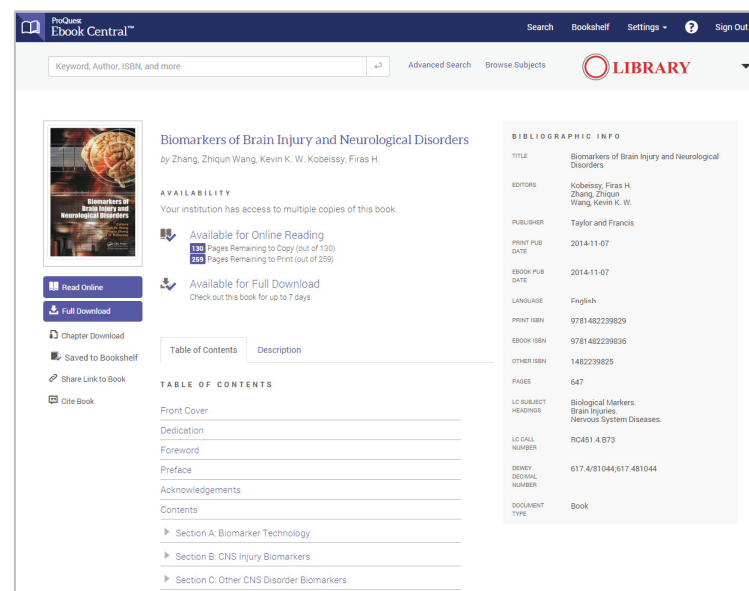 ProQuest
Ebook Central™
Search Bookshelf Settings ? Sign Out
Keyword, Author, ISBN, and more
Advanced Search Browse Subjects
LIBRARY
Biomarkers of
Brain Injury and
Neurological Disorders
Read Online
Full Download
Chapter Download
Saved to Bookshelf
Share Link to Book
Cite Book
Biomarkers of Brain Injury and Neurological Disorders
by Zhang, Zhiqun Wang, Kevin K. W. Kobeissy, Firas H.
AVAILABILITY
Your institution has access to multiple copies of this book.
Available for Online Reading
130 Pages Remaining to Copy (out of 130)
259 Pages Remaining to Print (out of 259)
Available for Full Download
Check out this book for up to 7 days.
Table of Contents Description
TABLE OF CONTENTS
Front Cover
Dedication
Foreword
Preface
Acknowledgements
Contents
Section A: Biomarker Technology
Section B: CNS Injury Biomarkers
Section C: Other CNS Disorder Biomarkers
BIBLIOGRAPHIC INFO
TITLE Biomarkers of Brain Injury and Neurological
Disorders
EDITORS Kobeissy, Firas H.
Zhang, Zhiqun
Wang, Kevin K. W.
PUBLISHER Taylor and Francis
PRINT PUB 2014-11-07
DATE
EBOOK PUB 2014-11-07
DATE
LANGUAGE English
PRINT ISBN 9781482239829
EBOOK ISBN 9781482239836
OTHER ISBN 1482239825
PAGES 647
LC SUBJECT Biological Markers.
HEADINGS Brain Injuries.
Nervous System Diseases.
LC CALL RC451.4.B73
NUMBER
DEWEY 617.4/81044;617.481044
DECIMAL
NUMBER
DOCUMENT Book
TYPE